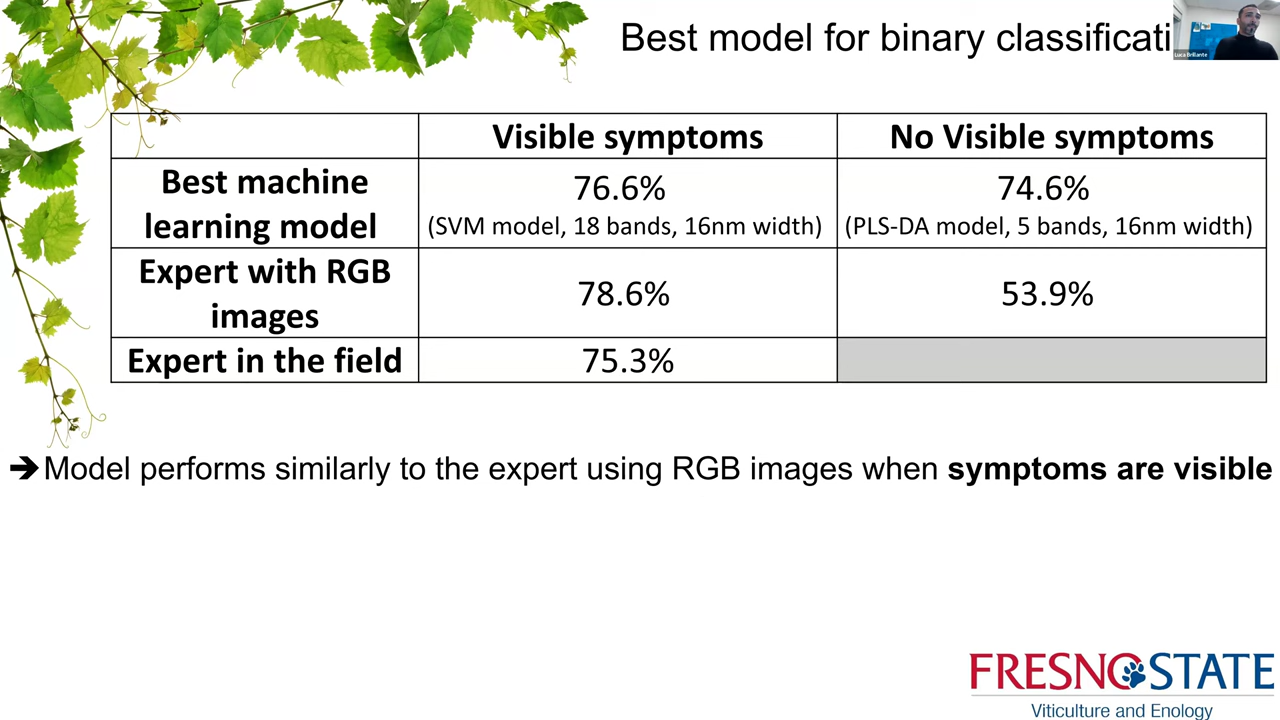 Best model for binary classificati
Luca Brillante
Visible symptoms
No Visible symptoms
Best machine
learning model
76.6%
(SVM model, 18 bands, 16nm width)
74.6%
(PLS-DA model, 5 bands, 16nm width)
Expert with RGB
images
78.6%
53.9%
Expert in the field
75.3%
➔Model performs similarly to the expert using RGB images when symptoms are visible
FRESNO STATE
Viticulture and Enology